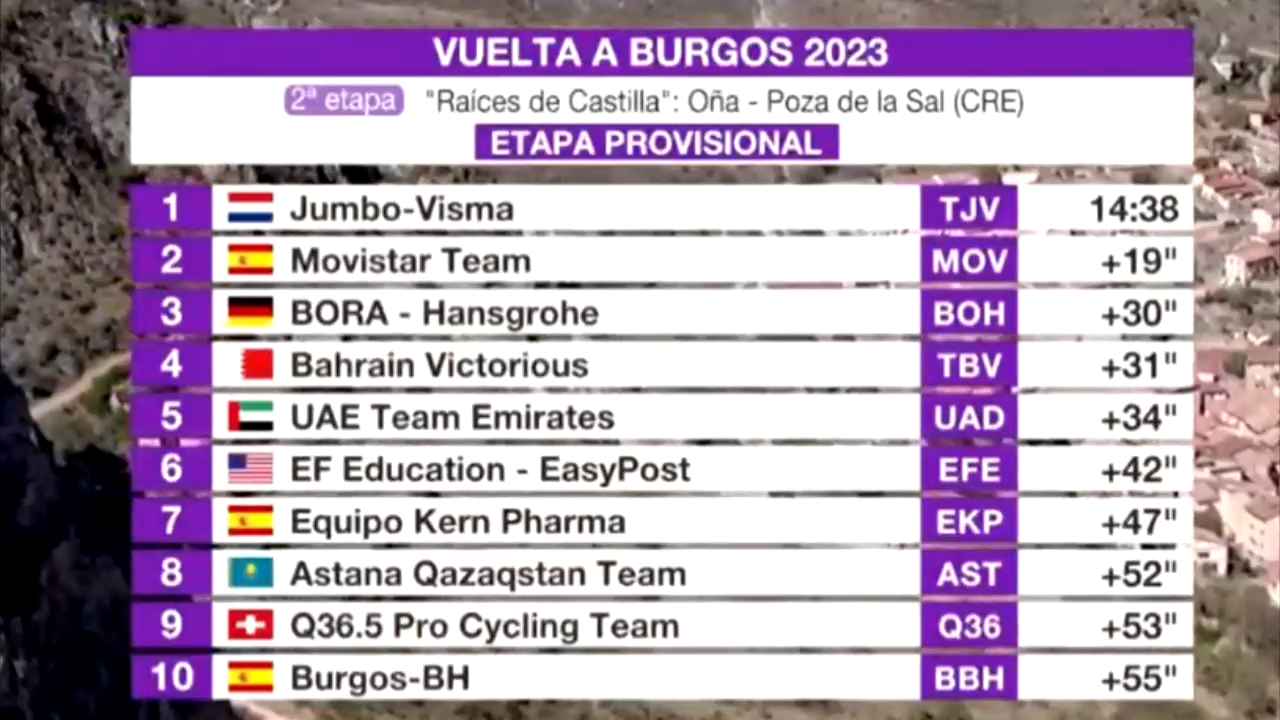 VUELTA A BURGOS 2023
2ª etapa "Raíces de Castilla": Oña - Poza de la Sal (CRE)
ETAPA PROVISIONAL
1 Jumbo-Visma TJV 14:38
2 Movistar Team MOV +19"
3 BORA - Hansgrohe BOH +30"
4 Bahrain Victorious TBV +31"
5 UAE Team Emirates UAD +34"
6 EF Education - EasyPost EFE +42"
7 Equipo Kern Pharma EKP +47"
8 Astana Qazaqstan Team AST +52"
9 Q36.5 Pro Cycling Team Q36 +53"
10 Burgos-BH BBH +55"